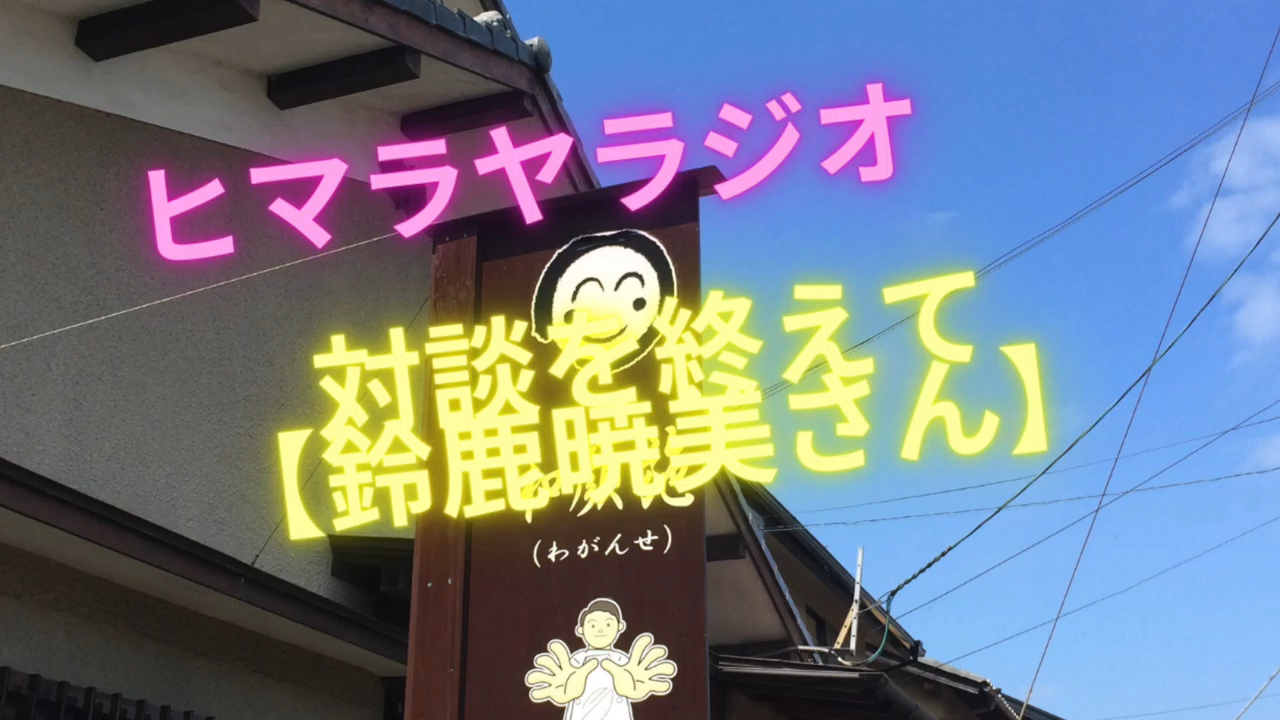 ヒマラヤラジオ
対談を終えて
【鈴鹿暁美さん】
(わがんせ)